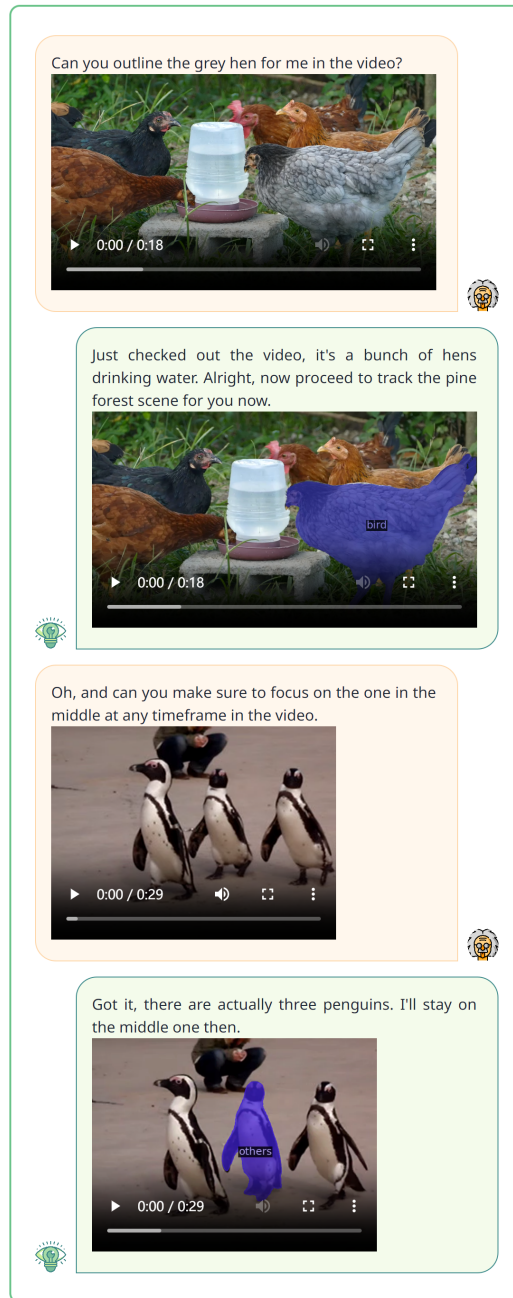 Can you outline the grey hen for me in the video?
0:00 / 0:18
Just checked out the video, it's a bunch of hens
drinking water. Alright, now proceed to track the pine
forest scene for you now.
bird
0:00 / 0:18
Oh, and can you make sure to focus on the one in the
middle at any timeframe in the video.
0:00 / 0:29
Got it, there are actually three penguins. I'll stay on
the middle one then.
others
0:00 / 0:29